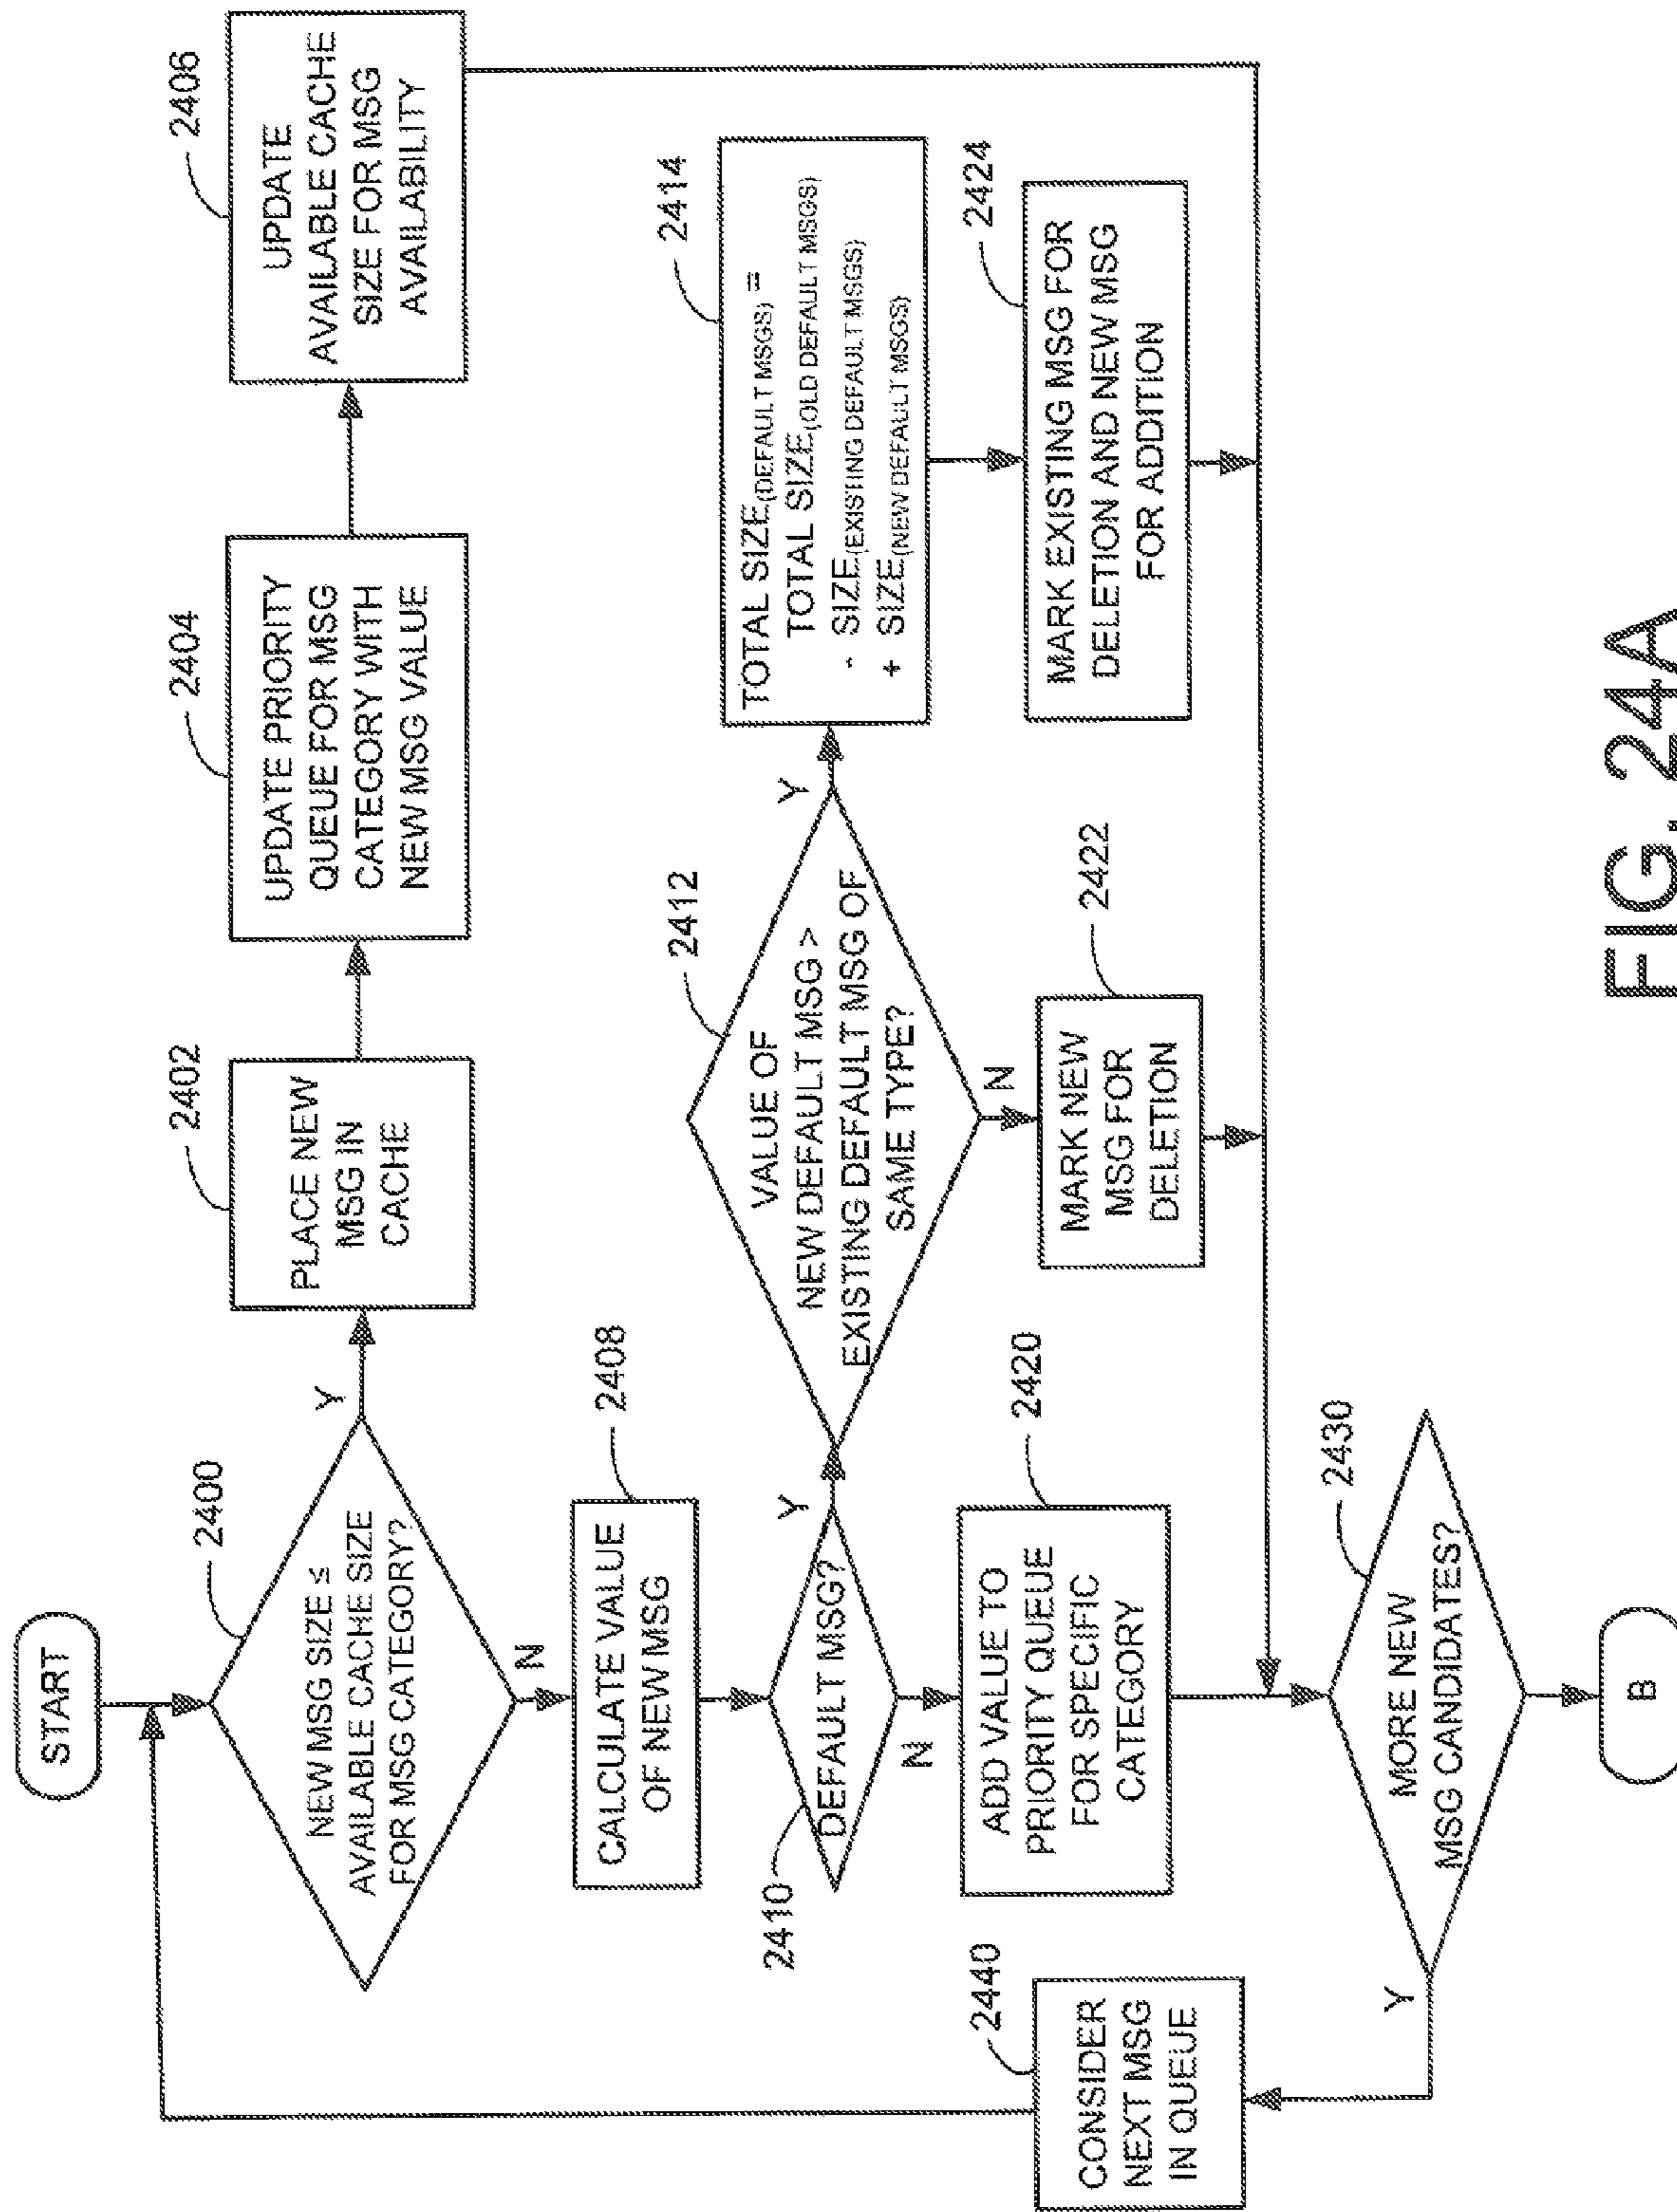 START
2400
NEW MSG SIZE ≤
AVAILABLE CACHE SIZE
FOR MSG CATEGORY?
Y
N
2402
PLACE NEW
MSG IN
CACHE
2404
UPDATE PRIORITY
QUEUE FOR MSG
CATEGORY WITH
NEW MSG VALUE
2406
UPDATE
AVAILABLE CACHE
SIZE FOR MSG
AVAILABILITY
2408
CALCULATE VALUE
OF NEW MSG
2410
DEFAULT MSG?
Y
N
2412
VALUE OF
NEW DEFAULT MSG >
EXISTING DEFAULT MSG OF
SAME TYPE?
Y
N
2414
TOTAL SIZE(DEFAULT MSGS) =
TOTAL SIZE(OLD DEFAULT MSGS)
- SIZE(EXISTING DEFAULT MSGS)
+ SIZE(NEW DEFAULT MSGS)
2420
ADD VALUE TO
PRIORITY QUEUE
FOR SPECIFIC
CATEGORY
2422
MARK NEW
MSG FOR
DELETION
2424
MARK EXISTING MSG FOR
DELETION AND NEW MSG
FOR ADDITION
2430
MORE NEW
MSG CANDIDATES?
Y
2440
CONSIDER
NEXT MSG
IN QUEUE
B
FIG. 24A